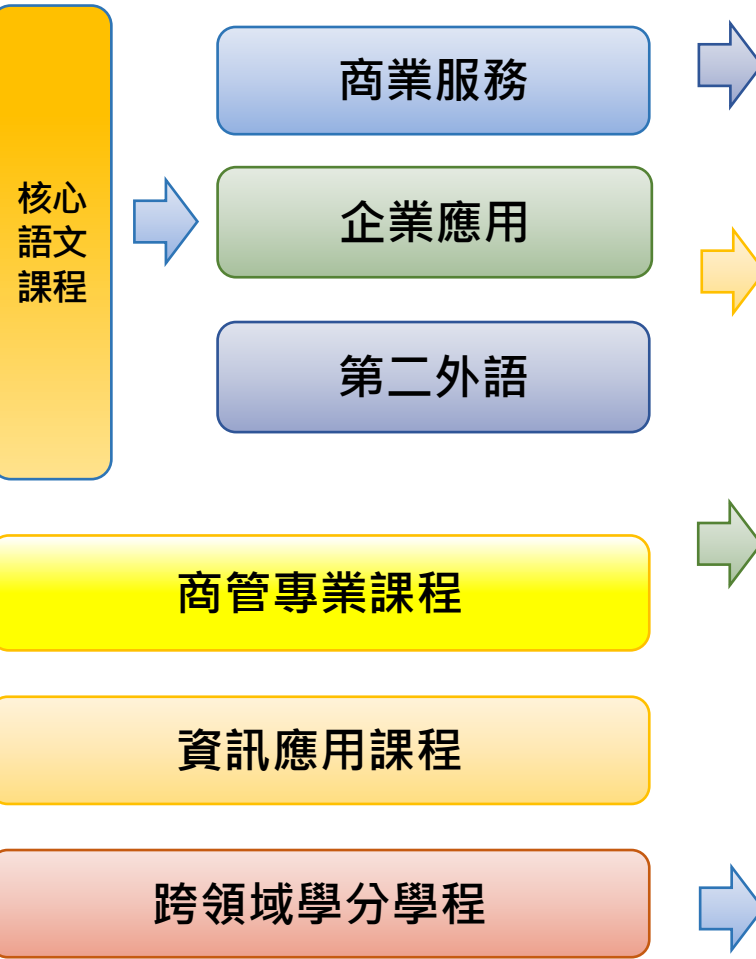 核心
語文
課程
商業服務
企業應用
第二外語
商管專業課程
資訊應用課程
跨領域學分學程